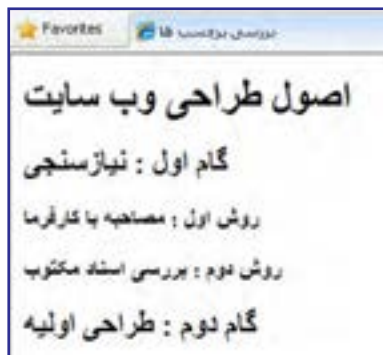 Favorites
بررسی برچسب ها
اصول طراحی وب سایت
گام اول : نیازسنجی
روش اول : مصاحبه با کارفرما
روش دوم : بررسی اسناد مکتوب
گام دوم : طراحی اولیه